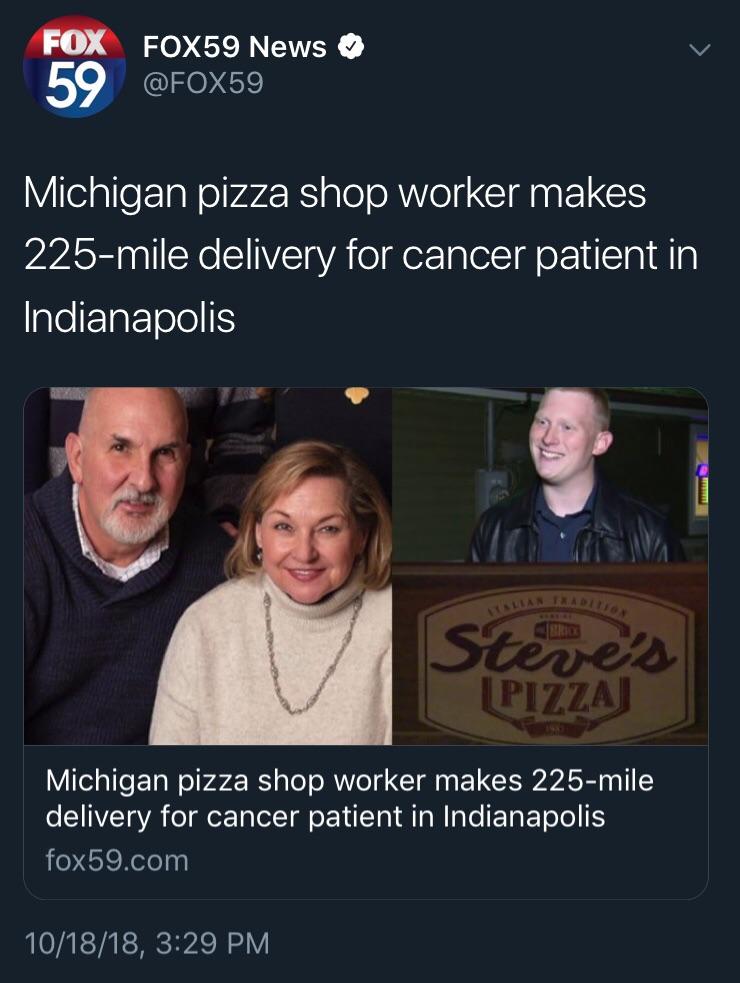 FOX
59
FOX59 News
@FOX59
Michigan pizza shop worker makes
225-mile delivery for cancer patient in
Indianapolis
ITALIAN TRADITION
BRICK
Steve's
PIZZA
Michigan pizza shop worker makes 225-mile
delivery for cancer patient in Indianapolis
fox59.com
10/18/18, 3:29 PM